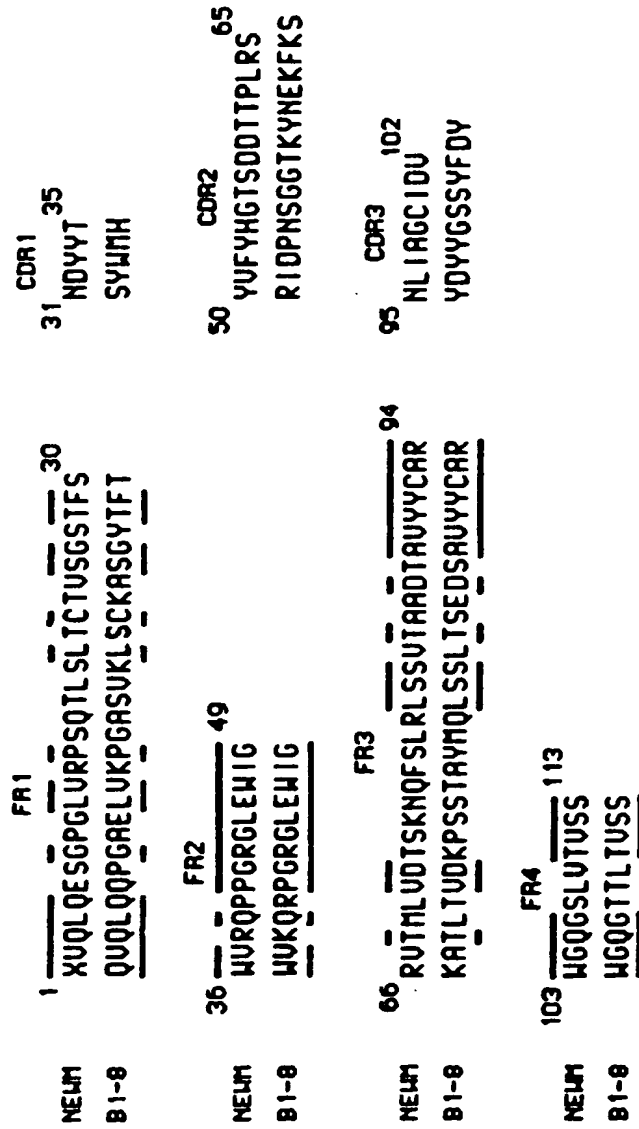 FR1 CDR1
1 30 31 35
NEWM XVQLQESGPGLVRPSQTLSLTCTVSGSTFS NDYYT
B1-8 QVQLQQPGAELVKPGASVKLSCKASGYTFT SYWMH
FR2 CDR2
36 49 50 65
NEWM WVRQPPGRGLEWIG YVFYHGTSDDTTPLRS
B1-8 WVKQRPGRGLEWIG RIDPNSGGTKYNEKFKS
FR3 CDR3
66 94 95 102
NEWM RVTMLVDTSKNQFSLRLSSVTAADTAVYYCAR NLIAGCIDV
B1-8 KATLTVDKPSSTAYMQLSSLTSEDSAVYYCAR YDYYGSSYFDY
FR4
103 113
NEWM WGQGSLVTVSS
B1-8 WGQGTTLTVSS